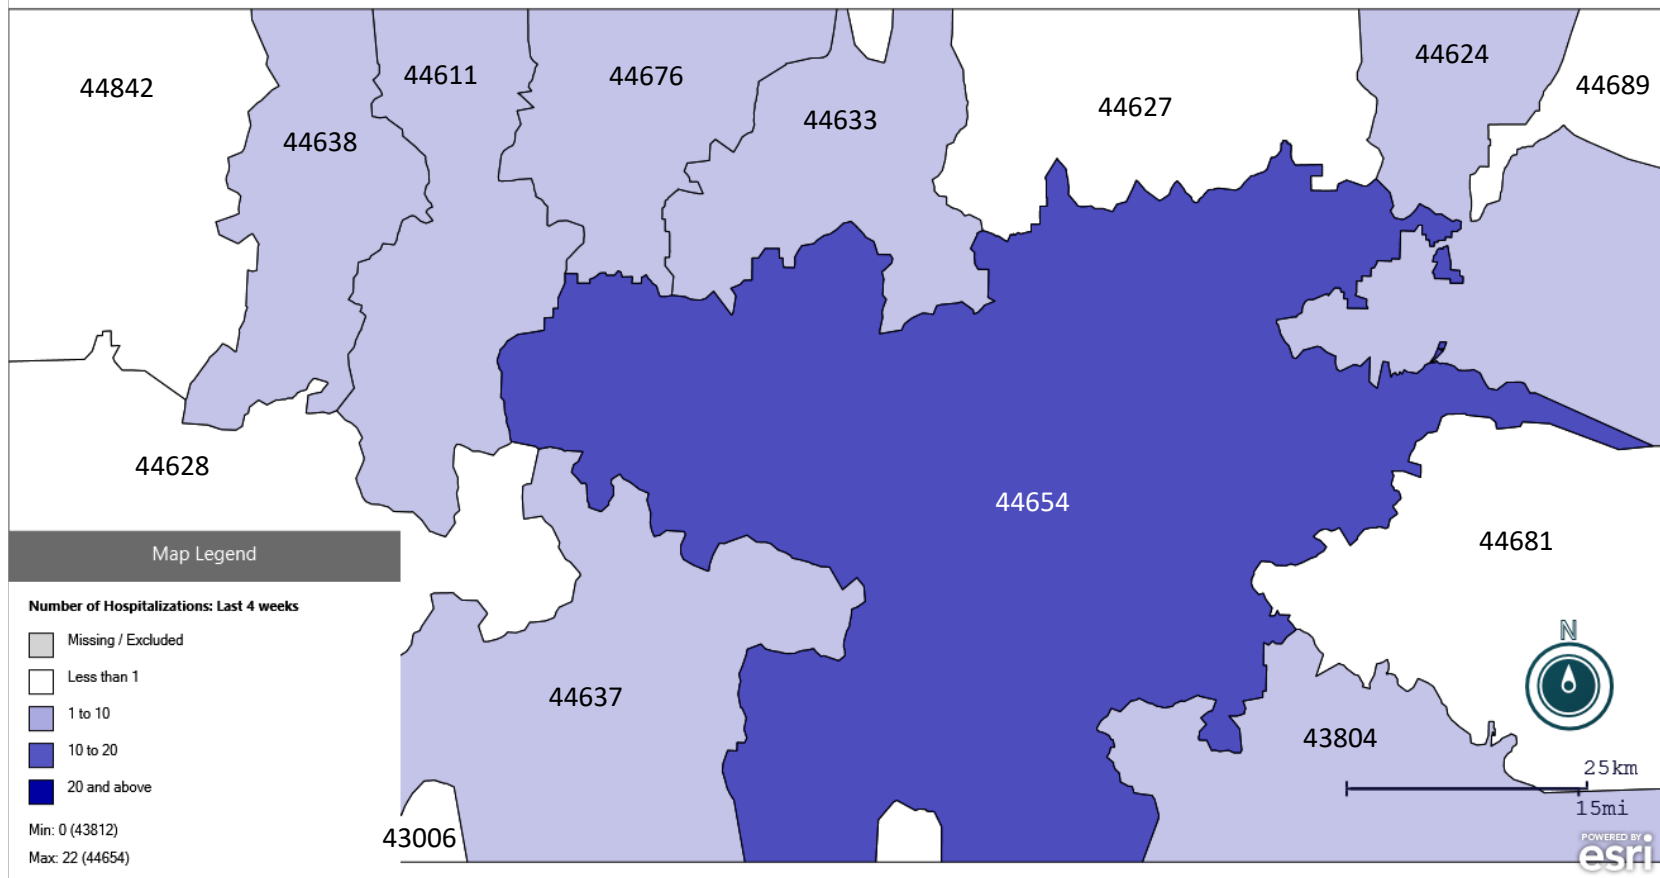 44842
44638
44611
44676
44633
44627
44624
44689
44628
44654
44681
44637
43804
43006
Map Legend
Number of Hospitalizations: Last 4 weeks
Missing / Excluded
Less than 1
1 to 10
10 to 20
20 and above
Min: 0 (43812)
Max: 22 (44654)
N
25km
15mi
POWERED BY
esri